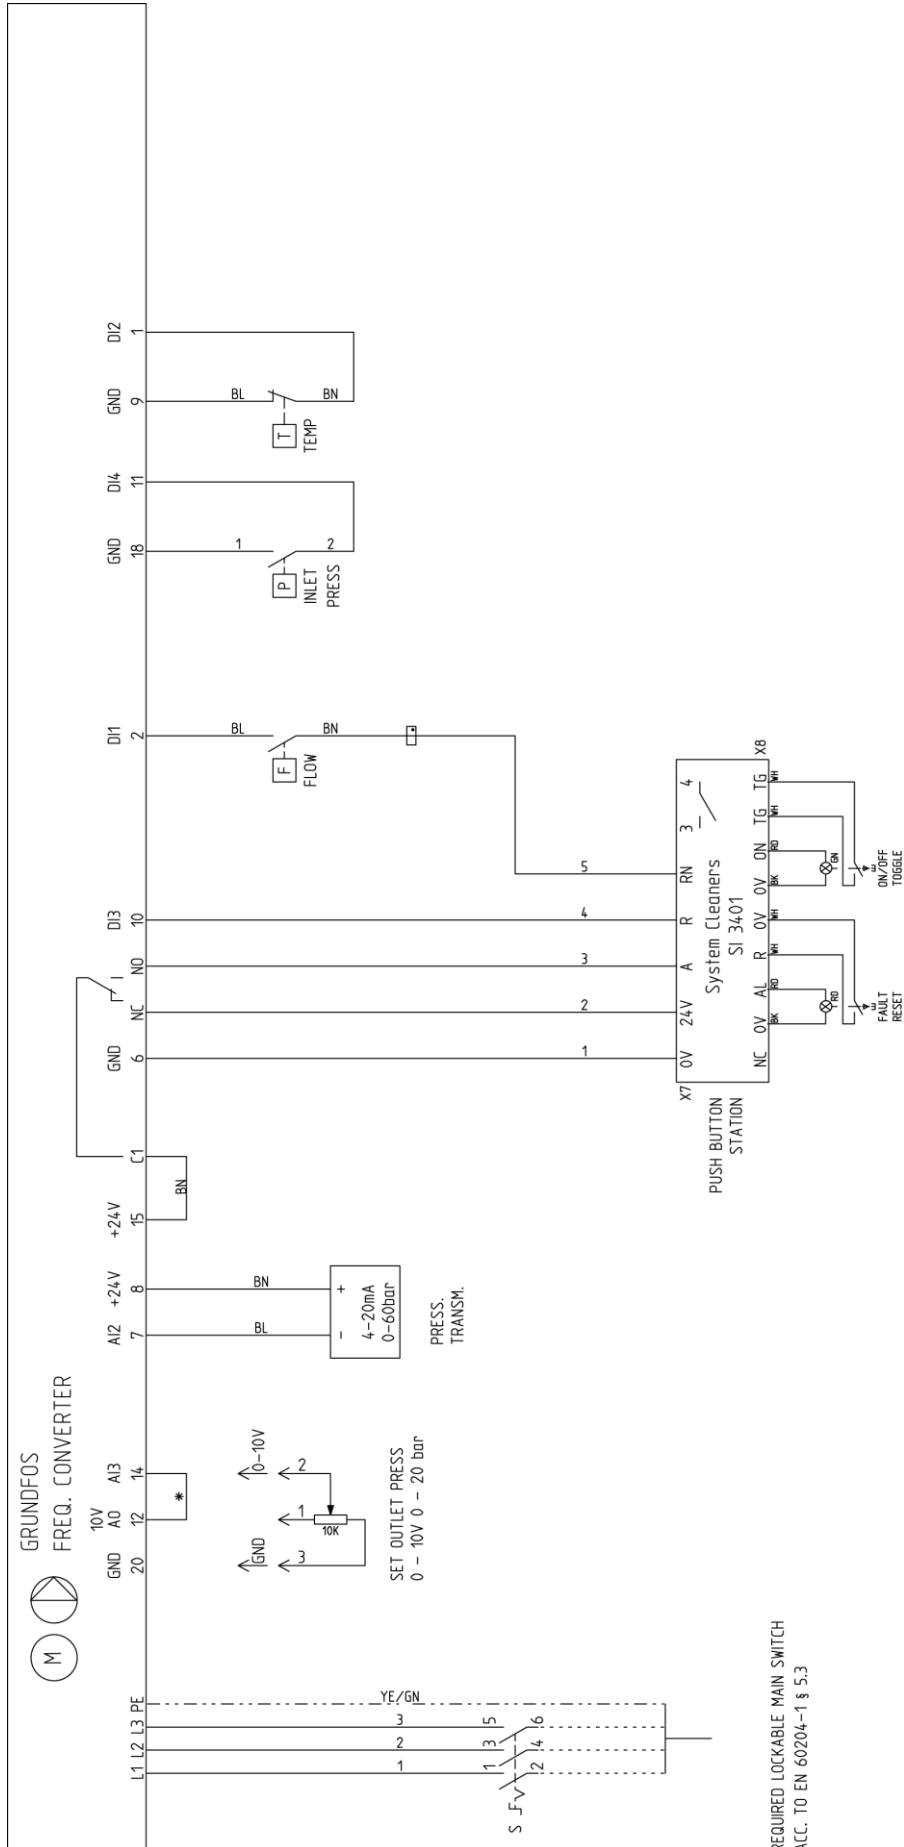 GRUNDFOS
FREQ. CONVERTER
M
L1 L2 L3 PE
GND 20
10V
A0 12
AI3 14
*
AI2 7
+24V 8
+24V 15
C1
GND 6
NC
NO
DI3 10
DI1 2
GND 18
DI4 11
GND 9
DI2 1
1
2
3
YE/GN
1 3 5
2 4 6
S
F
REQUIRED LOCKABLE MAIN SWITCH
ACC. TO EN 60204-1 § 5.3
GND
0-10V
3
1
2
10K
SET OUTLET PRESS
0 - 10V 0 - 20 bar
BL
BN
- +
4-20mA
0-60bar
PRESS.
TRANSM.
BN
1
2
3
4
5
BL
F
BN
FLOW
1
P
2
INLET
PRESS
BL
T
BN
TEMP
X7
0V 24V A R RN
3 4
System Cleaners
SI 3401
NC 0V AL R 0V 0V ON TG TG
X8
PUSH BUTTON
STATION
BK RD WH WH BK RD WH WH
RD
GN
FAULT
RESET
ON/OFF
TOGGLE